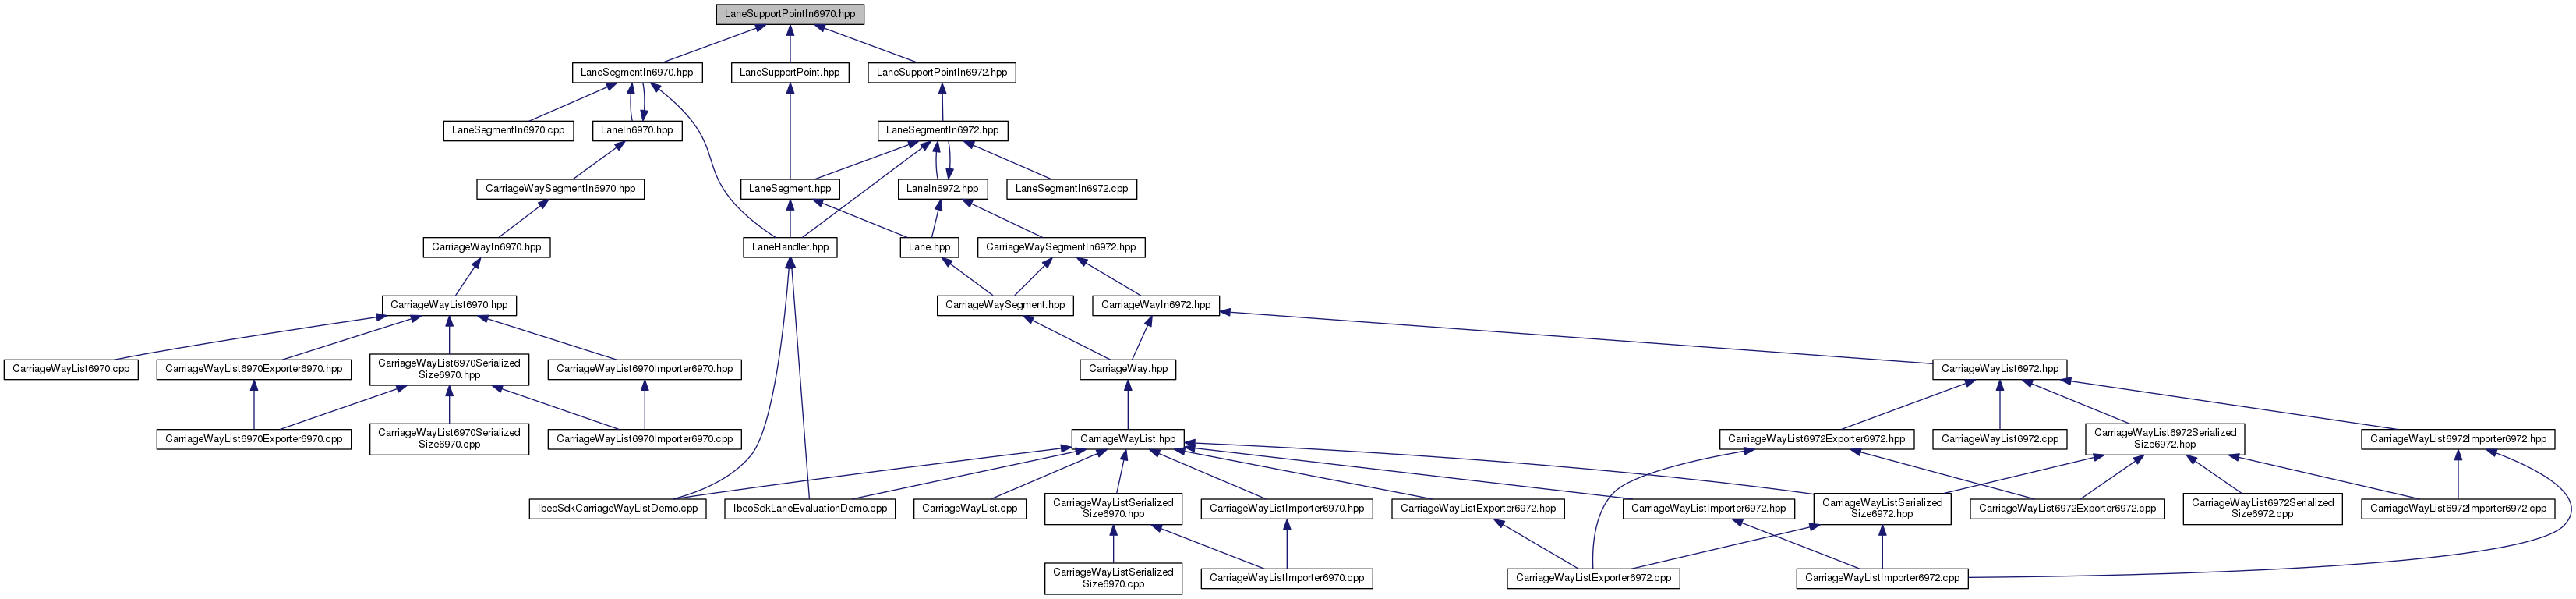 LaneSupportPointIn6970.hpp
LaneSegmentIn6970.hpp
LaneSupportPoint.hpp
LaneSupportPointIn6972.hpp
LaneSegmentIn6970.cpp
LaneIn6970.hpp
LaneSegmentIn6972.hpp
CarriageWaySegmentIn6970.hpp
LaneSegment.hpp
LaneIn6972.hpp
LaneSegmentIn6972.cpp
CarriageWayIn6970.hpp
LaneHandler.hpp
Lane.hpp
CarriageWaySegmentIn6972.hpp
CarriageWayList6970.hpp
CarriageWaySegment.hpp
CarriageWayIn6972.hpp
CarriageWayList6970.cpp
CarriageWayList6970Exporter6970.hpp
CarriageWayList6970Serialized
Size6970.hpp
CarriageWayList6970Importer6970.hpp
CarriageWay.hpp
CarriageWayList6972.hpp
CarriageWayList6970Exporter6970.cpp
CarriageWayList6970Serialized
Size6970.cpp
CarriageWayList6970Importer6970.cpp
CarriageWayList.hpp
CarriageWayList6972Exporter6972.hpp
CarriageWayList6972.cpp
CarriageWayList6972Serialized
Size6972.hpp
CarriageWayList6972Importer6972.hpp
IbeoSdkCarriageWayListDemo.cpp
IbeoSdkLaneEvaluationDemo.cpp
CarriageWayList.cpp
CarriageWayListSerialized
Size6970.hpp
CarriageWayListImporter6970.hpp
CarriageWayListExporter6972.hpp
CarriageWayListImporter6972.hpp
CarriageWayListSerialized
Size6972.hpp
CarriageWayList6972Exporter6972.cpp
CarriageWayList6972Serialized
Size6972.cpp
CarriageWayList6972Importer6972.cpp
CarriageWayListSerialized
Size6970.cpp
CarriageWayListImporter6970.cpp
CarriageWayListExporter6972.cpp
CarriageWayListImporter6972.cpp